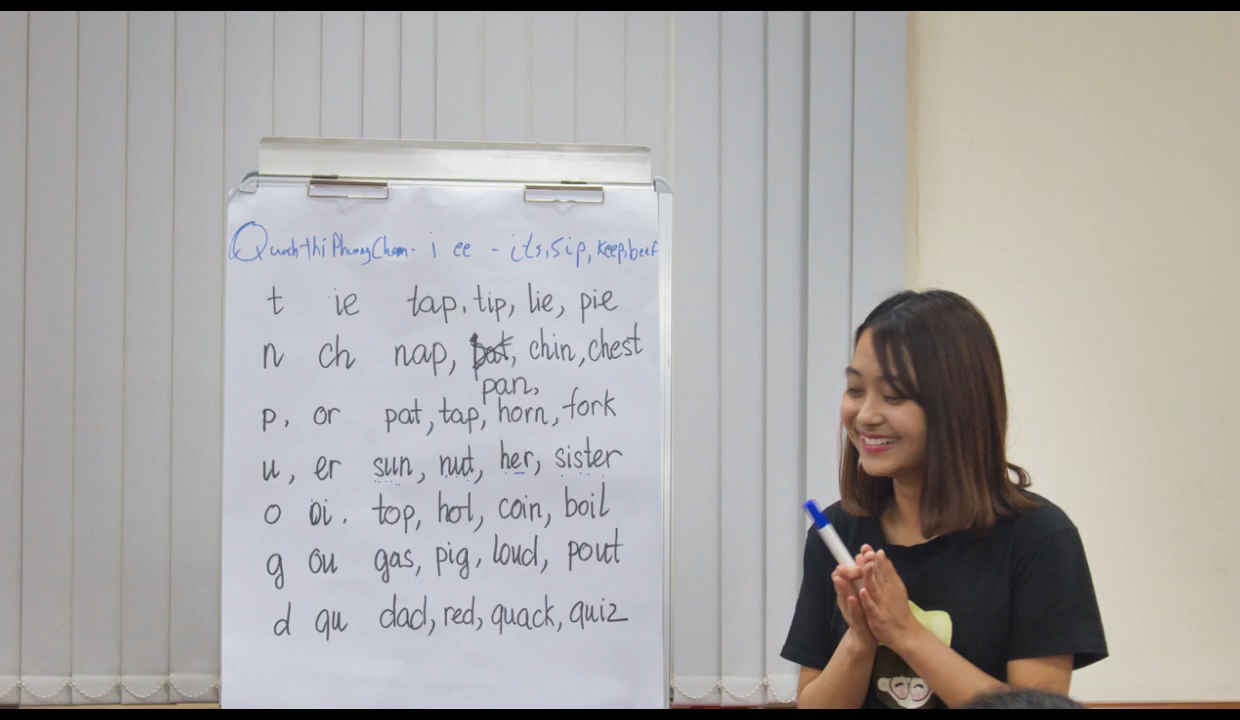 Quach thi Phuong Cham - i ee - its, sip, keep, beef
t ie tap, tip, lie, pie
n ch nap, chin, chest
pan,
p, or pat, tap, horn, fork
u, er sun, nut, her, sister
o oi. top, hot, coin, boil
g ou gas, pig, loud, pout
d qu dad, red, quack, quiz